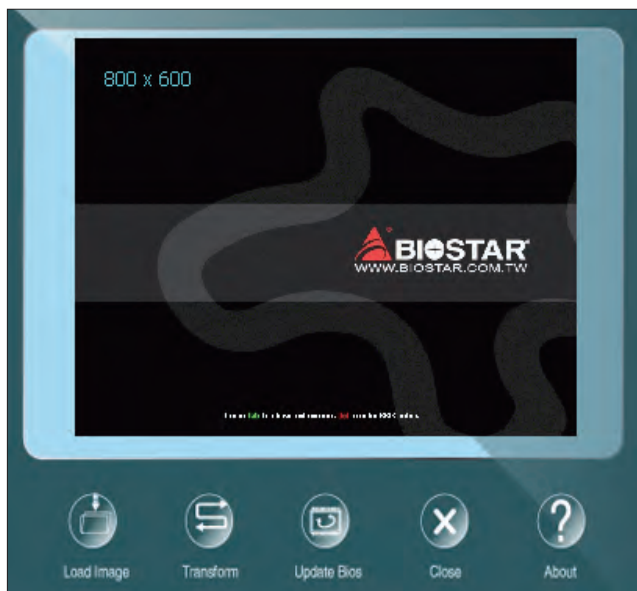 800 x 600
BIOSTAR
WWW.BIOSTAR.COM.TW
Load Image
Transform
Update Bios
Close
About